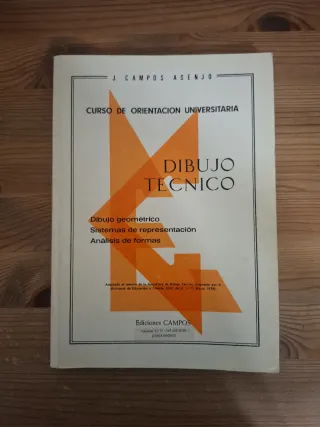 J CAMPOS ASENJO
CURSO DE ORIENTACION UNIVERSITARIA
DIBUJO
TECNICO
Dibujo geométrico
Sistemas de representación
Análisis de formas
Ediciones CAMPOS